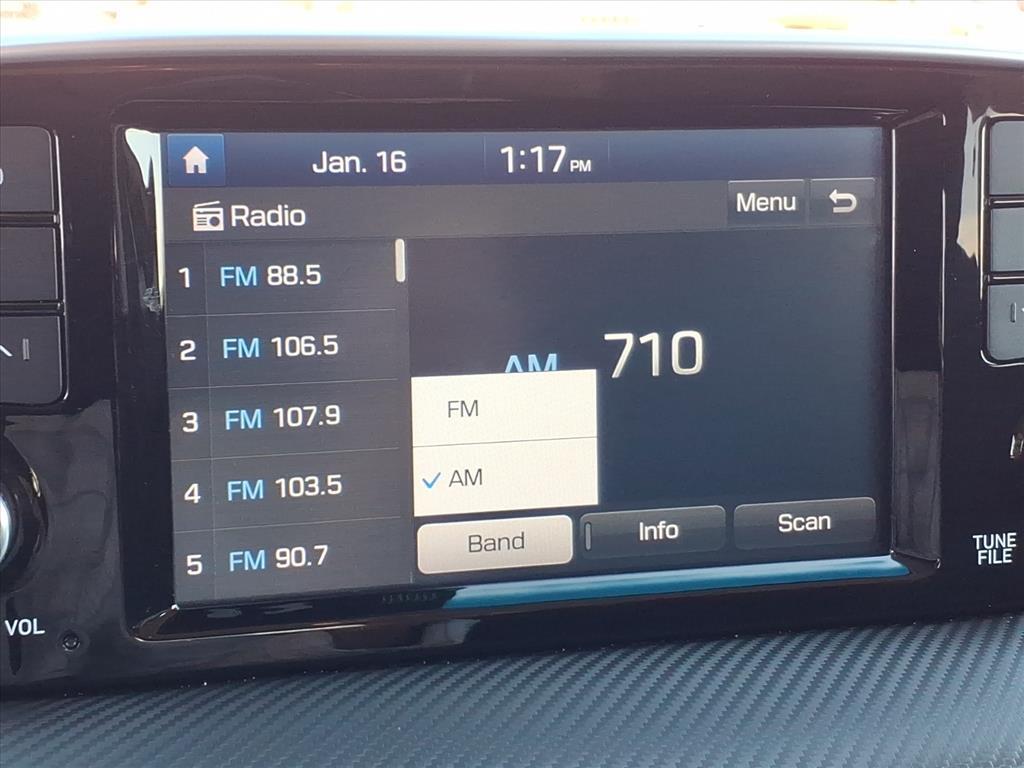 Jan. 16 1:17 PM
Radio Menu
1 FM 88.5
2 FM 106.5
3 FM 107.9
4 FM 103.5
5 FM 90.7
AM 710
FM
AM
Band Info Scan
VOL
TUNE
FILE